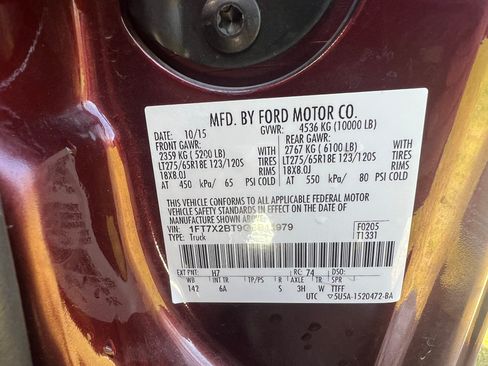 MFD. BY FORD MOTOR CO.
10/15 GVWR: 4536 KG (10000 LB)
FRONT GAWR: REAR GAWR:
2359 KG ( 5200 LB) WITH 2767 KG ( 6100 LB) WITH
LT275/65R18E 123/120S TIRES LT275/65R18E 123/120S TIRES
18X8.0J RIMS 18X8.0J RIMS
AT 450 kPa/ 65 PSI COLD AT 550 kPa/ 80 PSI COLD
THIS VEHICLE CONFORMS TO ALL APPLICABLE FEDERAL MOTOR
VEHICLE SAFETY STANDARDS IN EFFECT ON THE DATE OF
MANUFACTURE SHOWN ABOVE.
VIN: F0205
TYPE: Truck T1331
EXT PNT: H7 RC: 74 DSO:
WB INT TR TP/PS R AXLE TR SPR
142 6A S 3H W TTFF
UTC 5U5A-1520472-BA